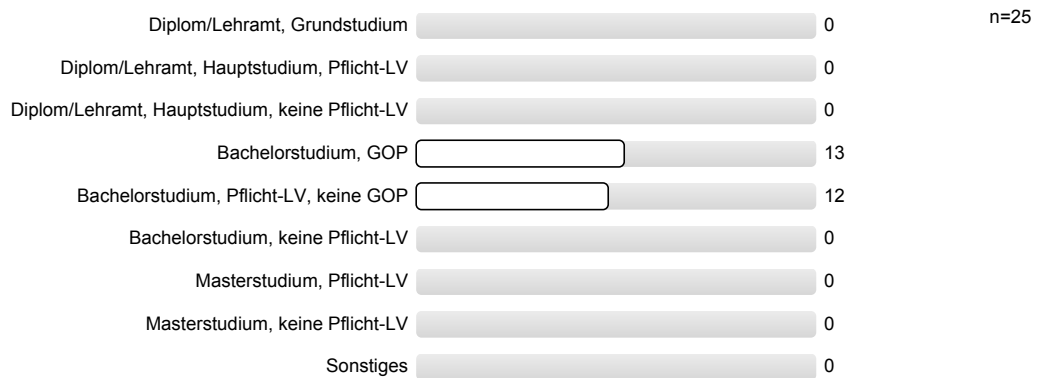 Diplom/Lehramt, Grundstudium 0 n=25
Diplom/Lehramt, Hauptstudium, Pflicht-LV 0
Diplom/Lehramt, Hauptstudium, keine Pflicht-LV 0
Bachelorstudium, GOP 13
Bachelorstudium, Pflicht-LV, keine GOP 12
Bachelorstudium, keine Pflicht-LV 0
Masterstudium, Pflicht-LV 0
Masterstudium, keine Pflicht-LV 0
Sonstiges 0